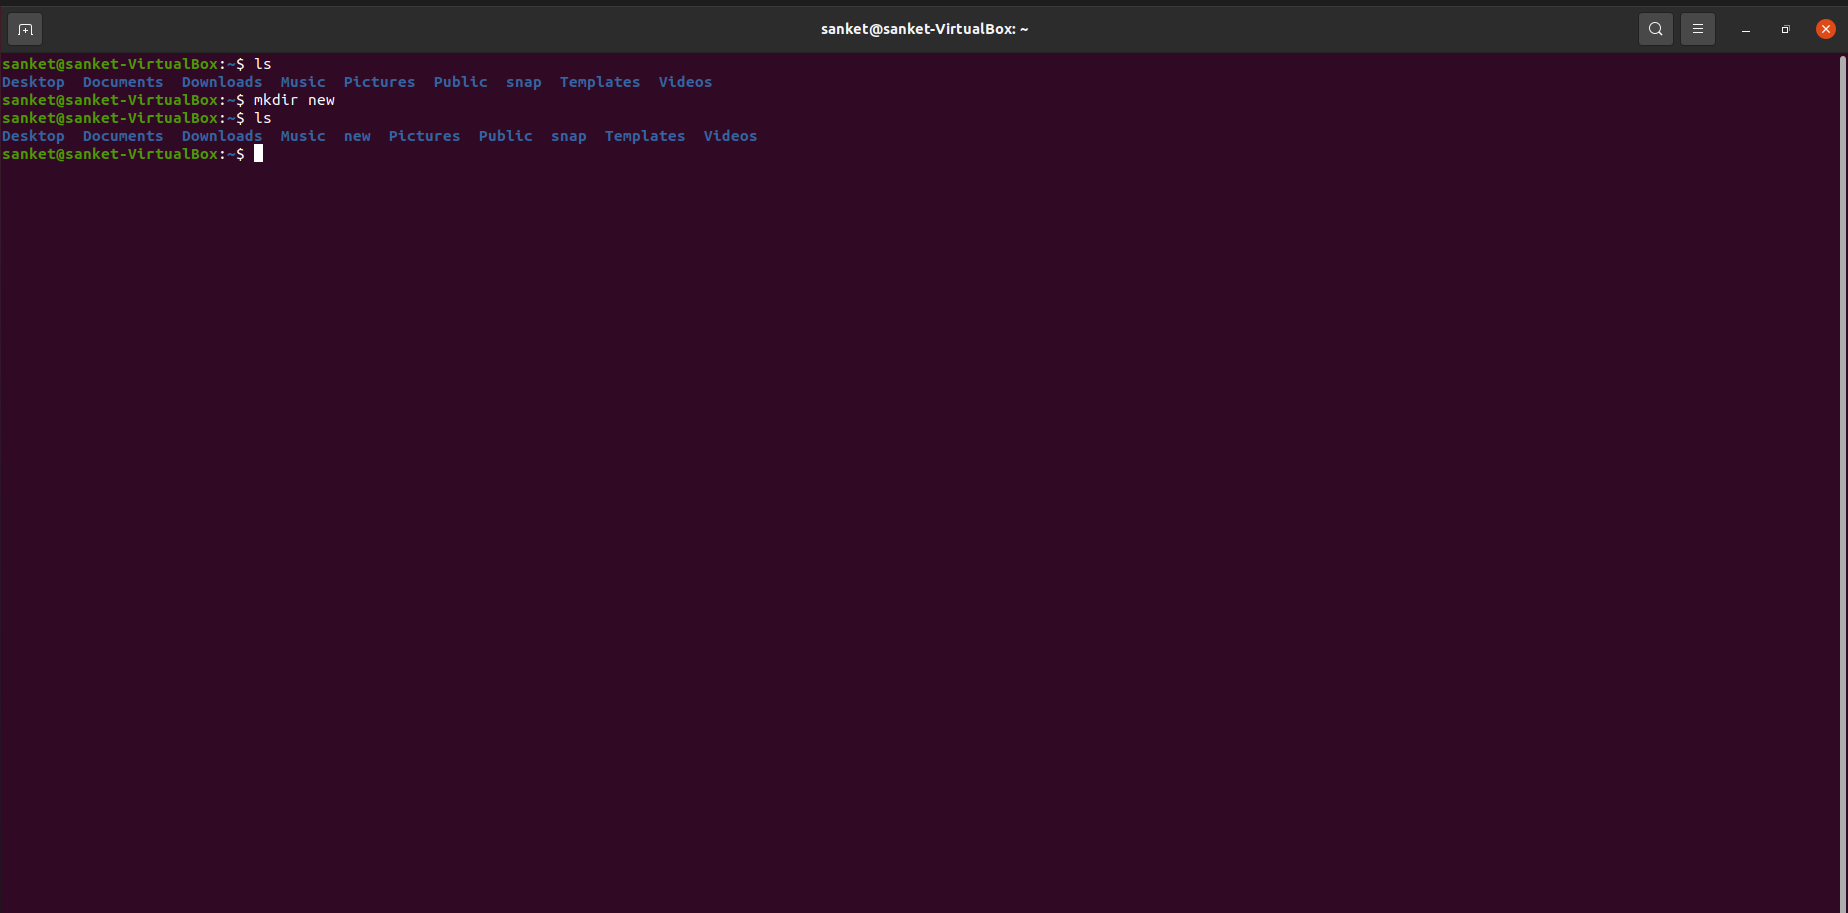 sanket@sanket-VirtualBox: ~
sanket@sanket-VirtualBox:~$ ls
Desktop  Documents  Downloads  Music  Pictures  Public  snap  Templates  Videos
sanket@sanket-VirtualBox:~$ mkdir new
sanket@sanket-VirtualBox:~$ ls
Desktop  Documents  Downloads  Music  new  Pictures  Public  snap  Templates  Videos
sanket@sanket-VirtualBox:~$